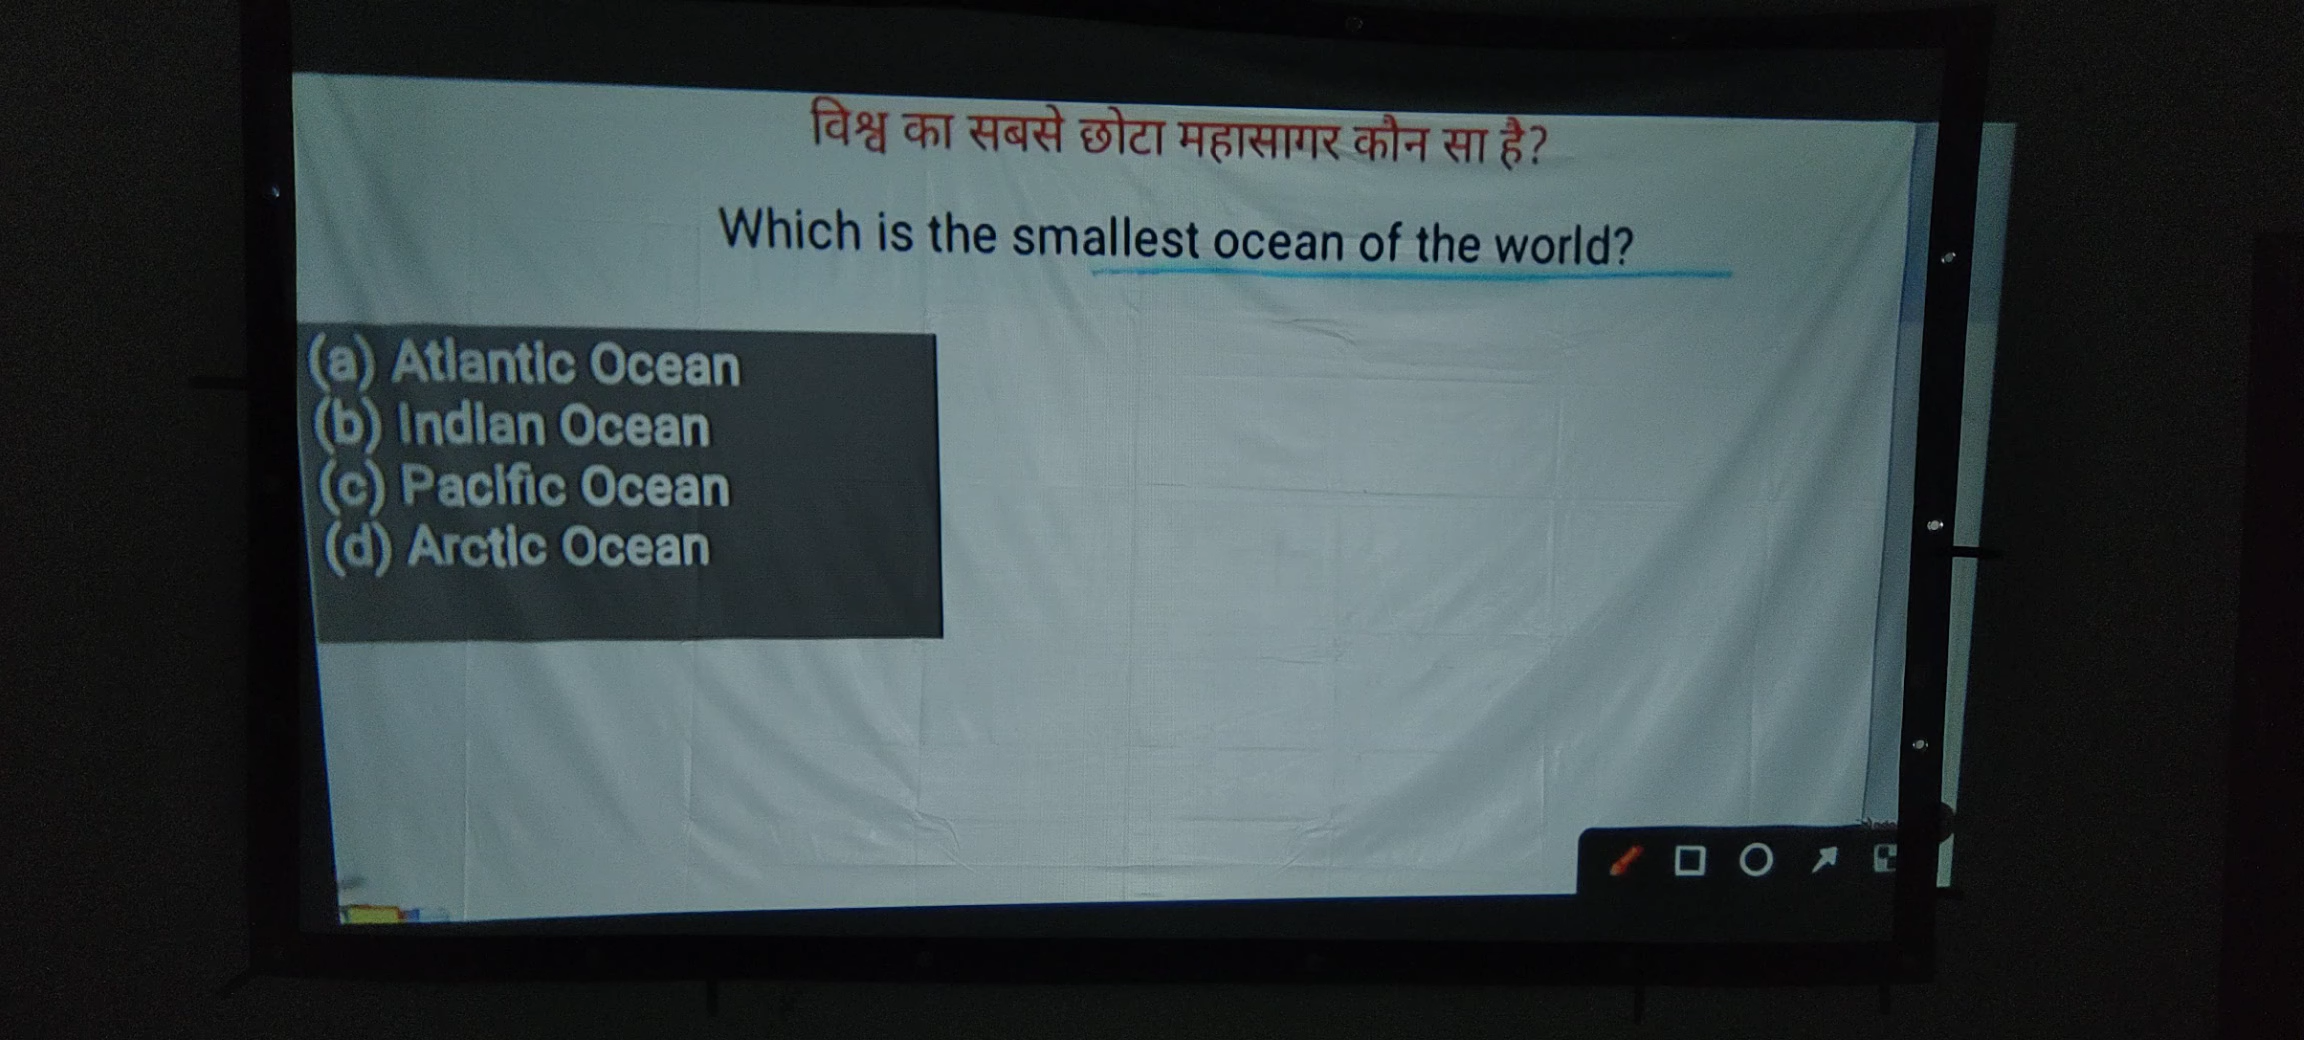 विश्व का सबसे छोटा महासागर कौन सा है?
Which is the smallest ocean of the world?
(a) Atlantic Ocean
(b) Indian Ocean
(c) Pacific Ocean
(d) Arctic Ocean